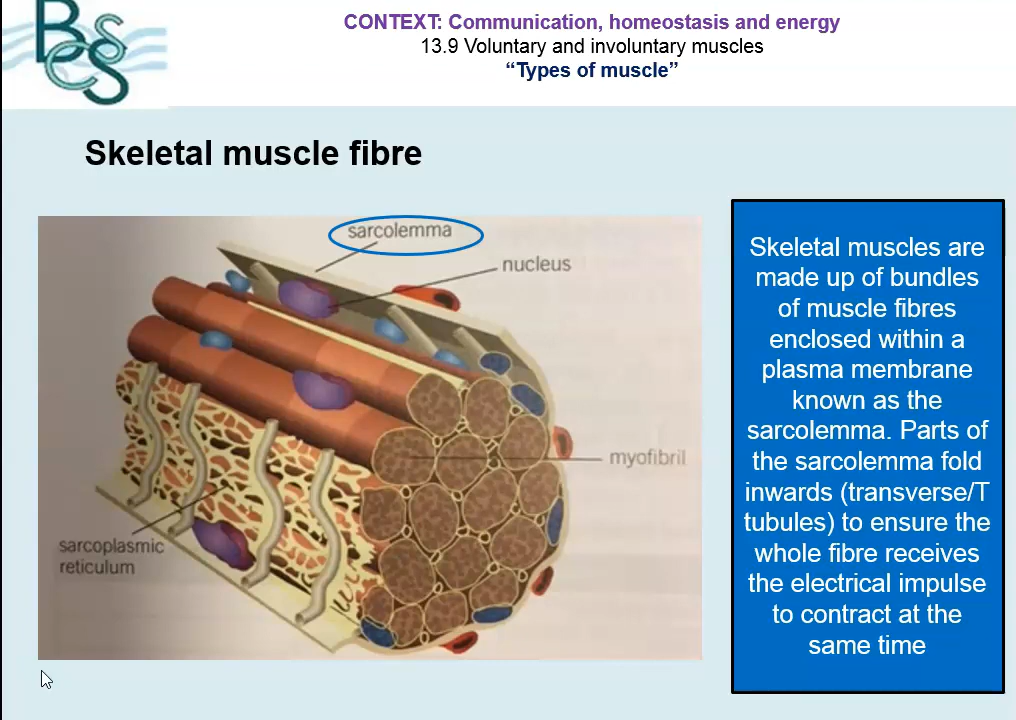 BCCS
CONTEXT: Communication, homeostasis and energy
13.9 Voluntary and involuntary muscles
“Types of muscle”
Skeletal muscle fibre
sarcolemma
nucleus
myofibril
sarcoplasmic
reticulum
Skeletal muscles are
made up of bundles
of muscle fibres
enclosed within a
plasma membrane
known as the
sarcolemma. Parts of
the sarcolemma fold
inwards (transverse/T
tubules) to ensure the
whole fibre receives
the electrical impulse
to contract at the
same time